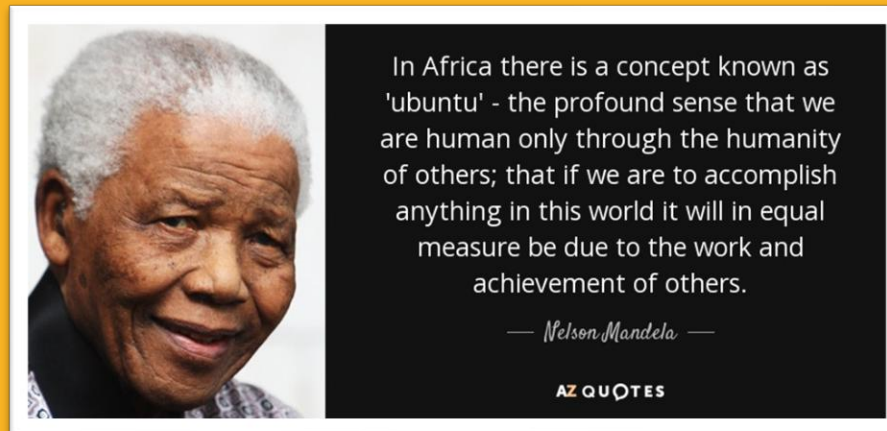 In Africa there is a concept known as
'ubuntu' - the profound sense that we
are human only through the humanity
of others; that if we are to accomplish
anything in this world it will in equal
measure be due to the work and
achievement of others.
— Nelson Mandela —
AZ QUOTES